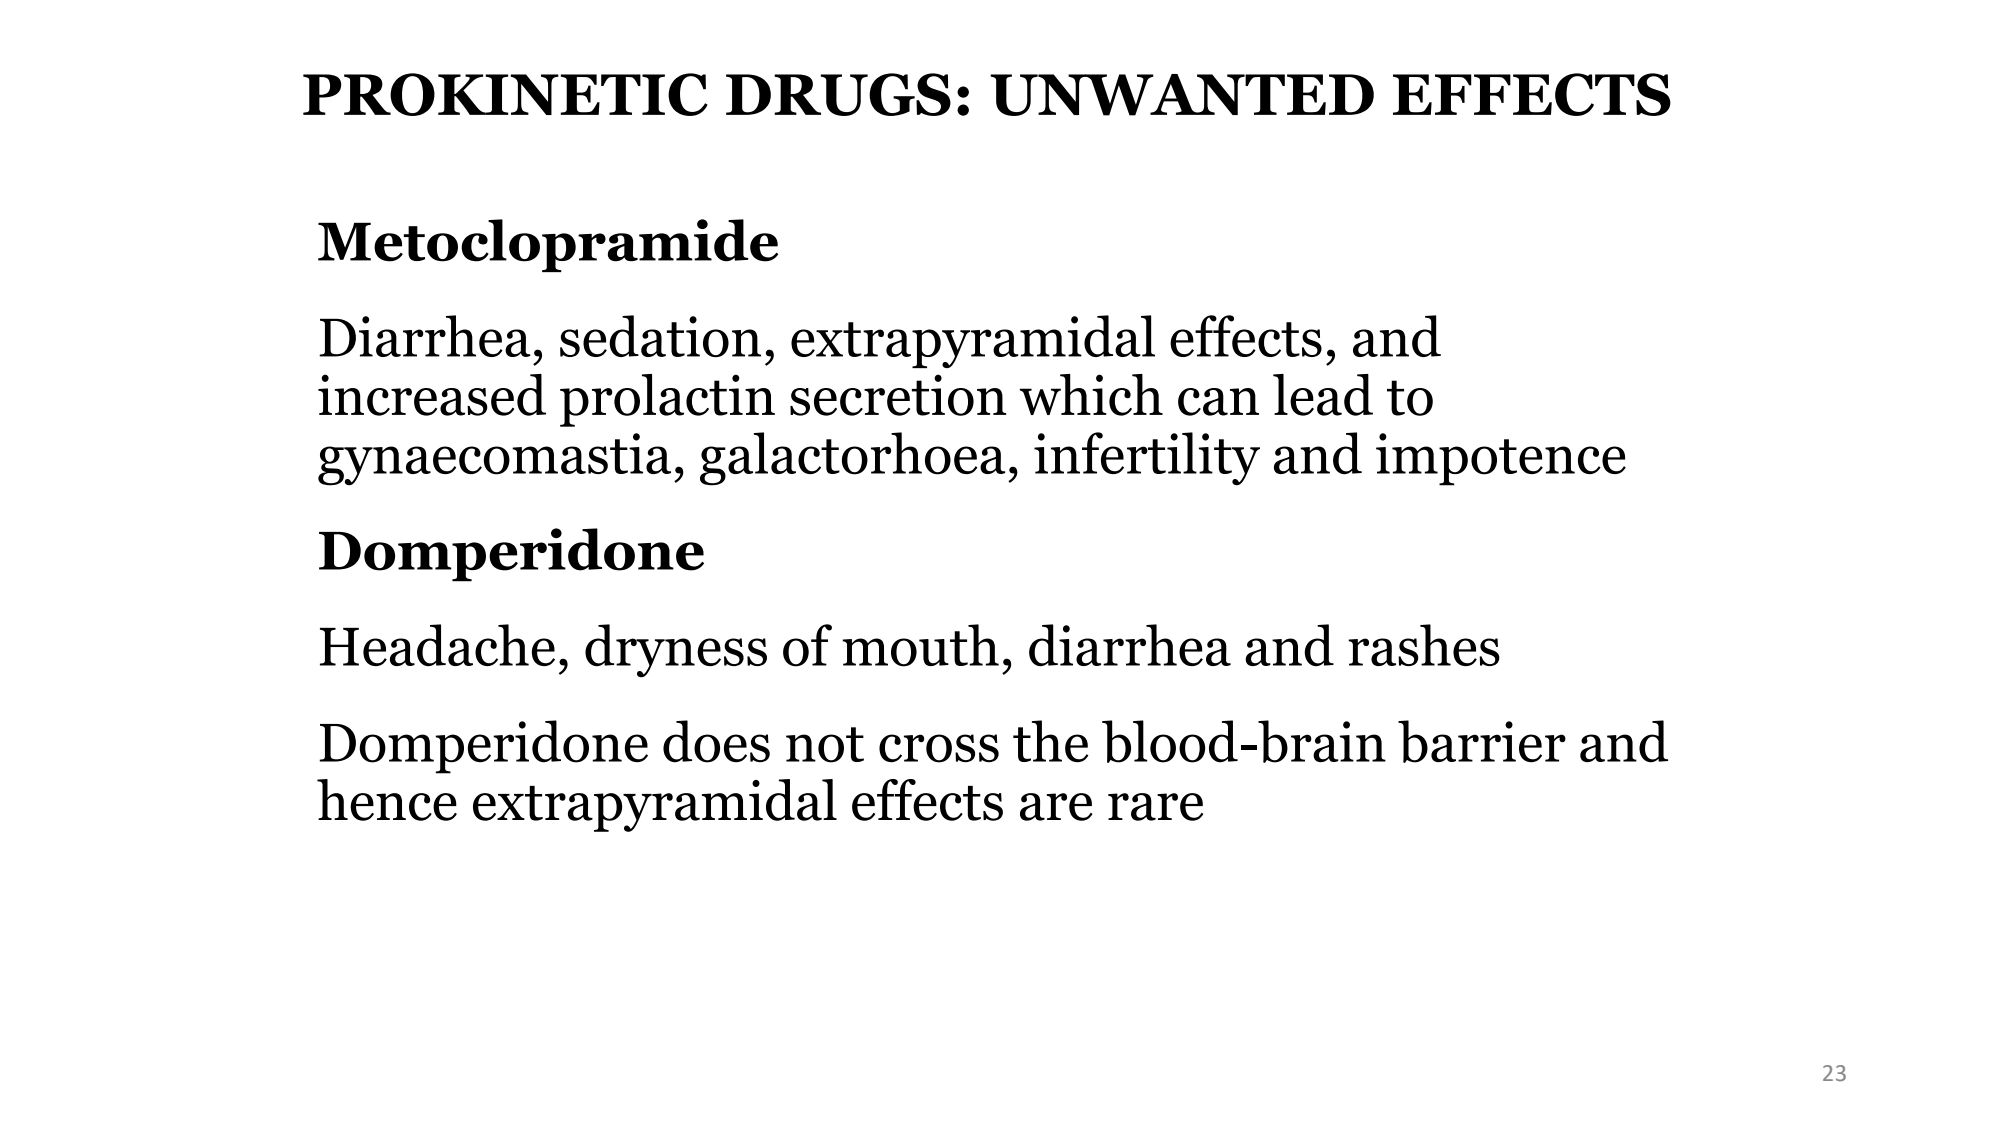 PROKINETIC DRUGS: UNWANTED EFFECTS
Metoclopramide
Diarrhea, sedation, extrapyramidal effects, and
increased prolactin secretion which can lead to
gynaecomastia, galactorhoea, infertility and impotence
Domperidone
Headache, dryness of mouth, diarrhea and rashes
Domperidone does not cross the blood-brain barrier and
hence extrapyramidal effects are rare
23